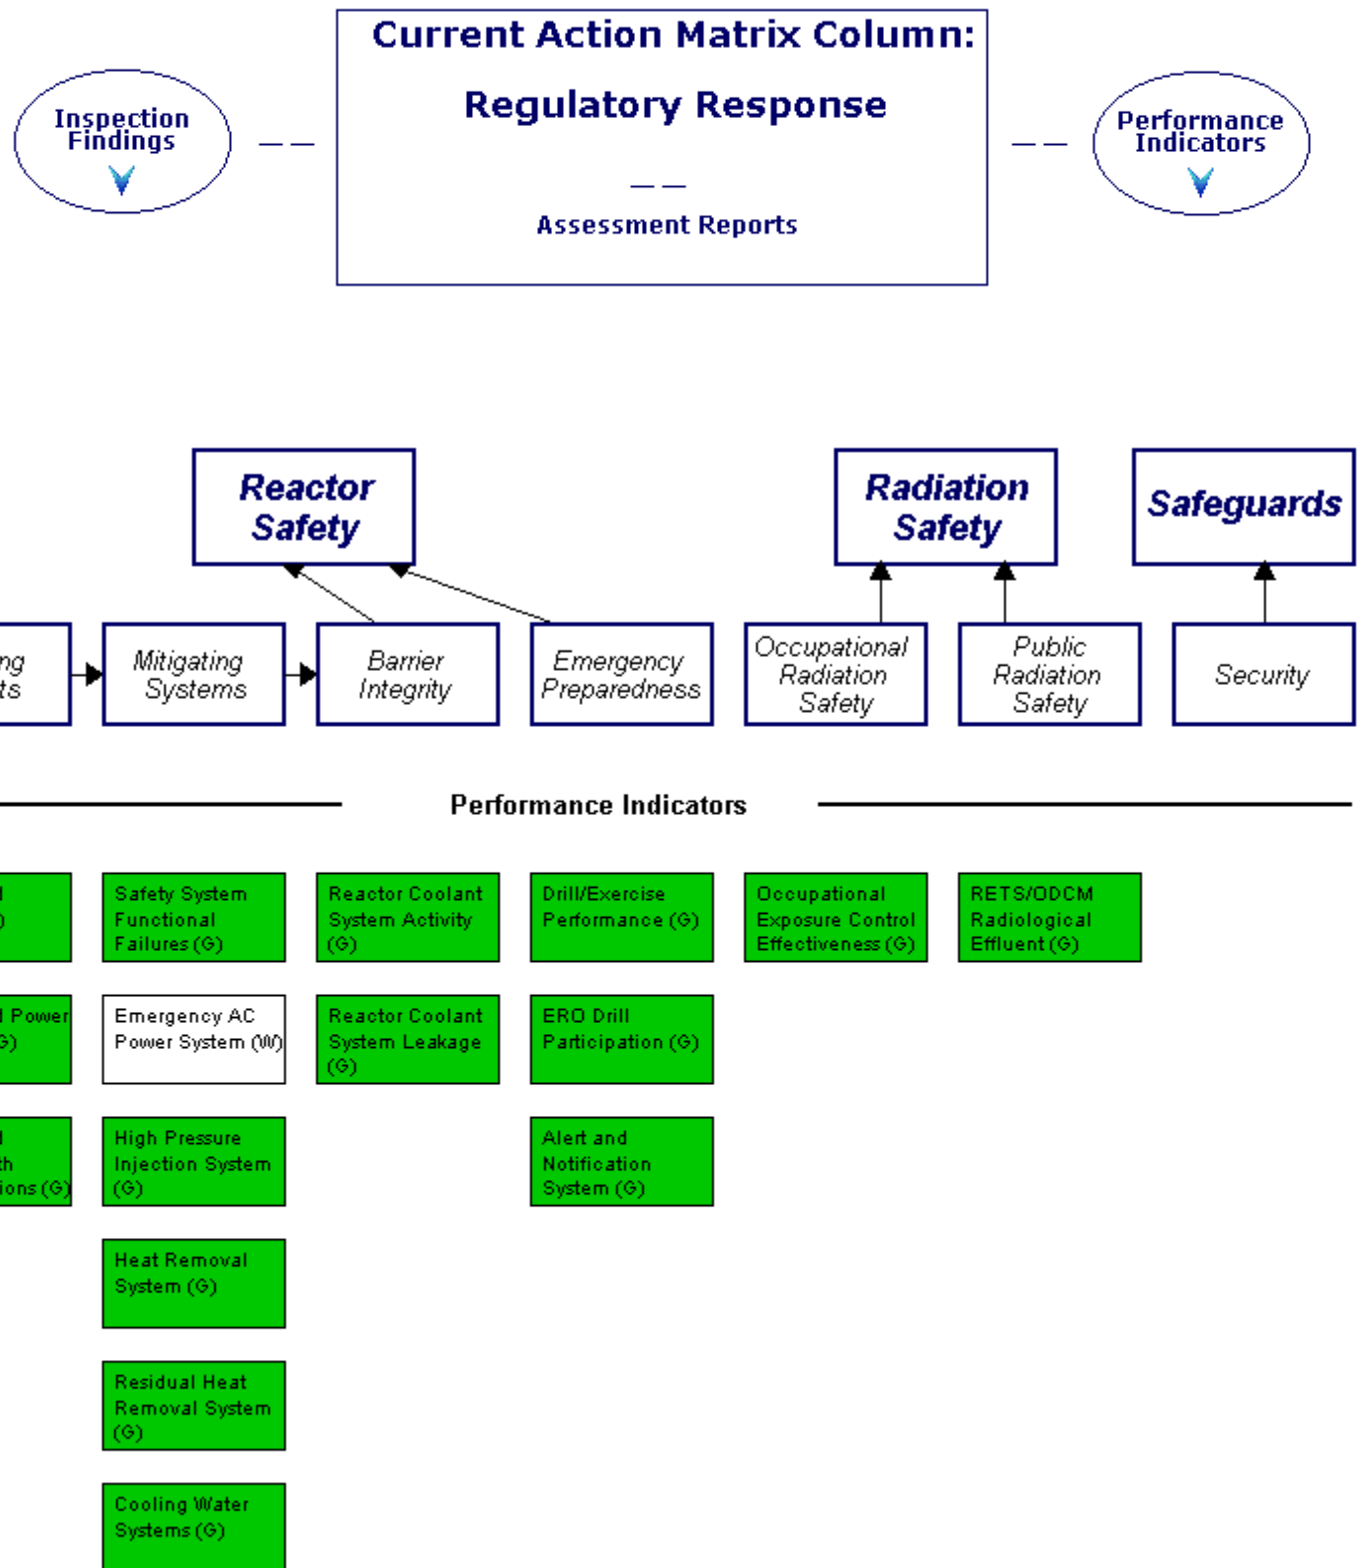 Current Action Matrix Column:
Regulatory Response
Inspection
Findings
Performance
Indicators
Assessment Reports
Reactor
Safety
Radiation
Safety
Safeguards
Mitigating
Systems
Barrier
Integrity
Emergency
Preparedness
Occupational
Radiation
Safety
Public
Radiation
Safety
Security
Performance Indicators
Safety System
Functional
Failures (G)
Reactor Coolant
System Activity
(G)
Drill/Exercise
Performance (G)
Occupational
Exposure Control
Effectiveness (G)
RETS/ODCM
Radiological
Effluent (G)
Power
Emergency AC
Power System (W)
Reactor Coolant
System Leakage
(G)
ERO Drill
Participation (G)
(G)
High Pressure
Injection System
(G)
Alert and
Notification
System (G)
Heat Removal
System (G)
Residual Heat
Removal System
(G)
Cooling Water
Systems (G)